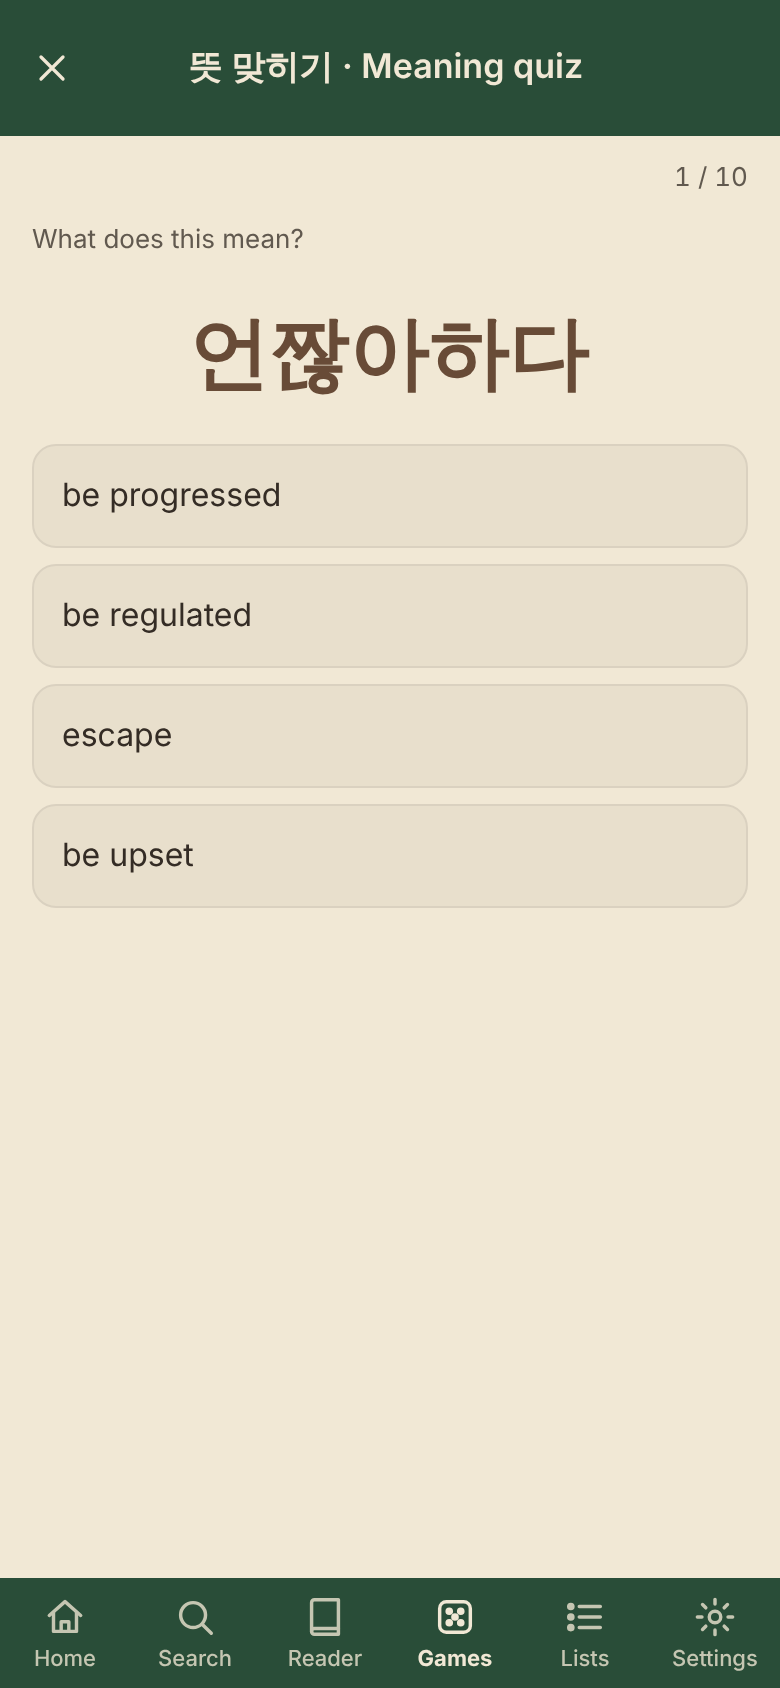 뜻 맞히기 · Meaning quiz
1 / 10
What does this mean?
언짢아하다
be progressed
be regulated
escape
be upset
Home
Search
Reader
Games
Lists
Settings